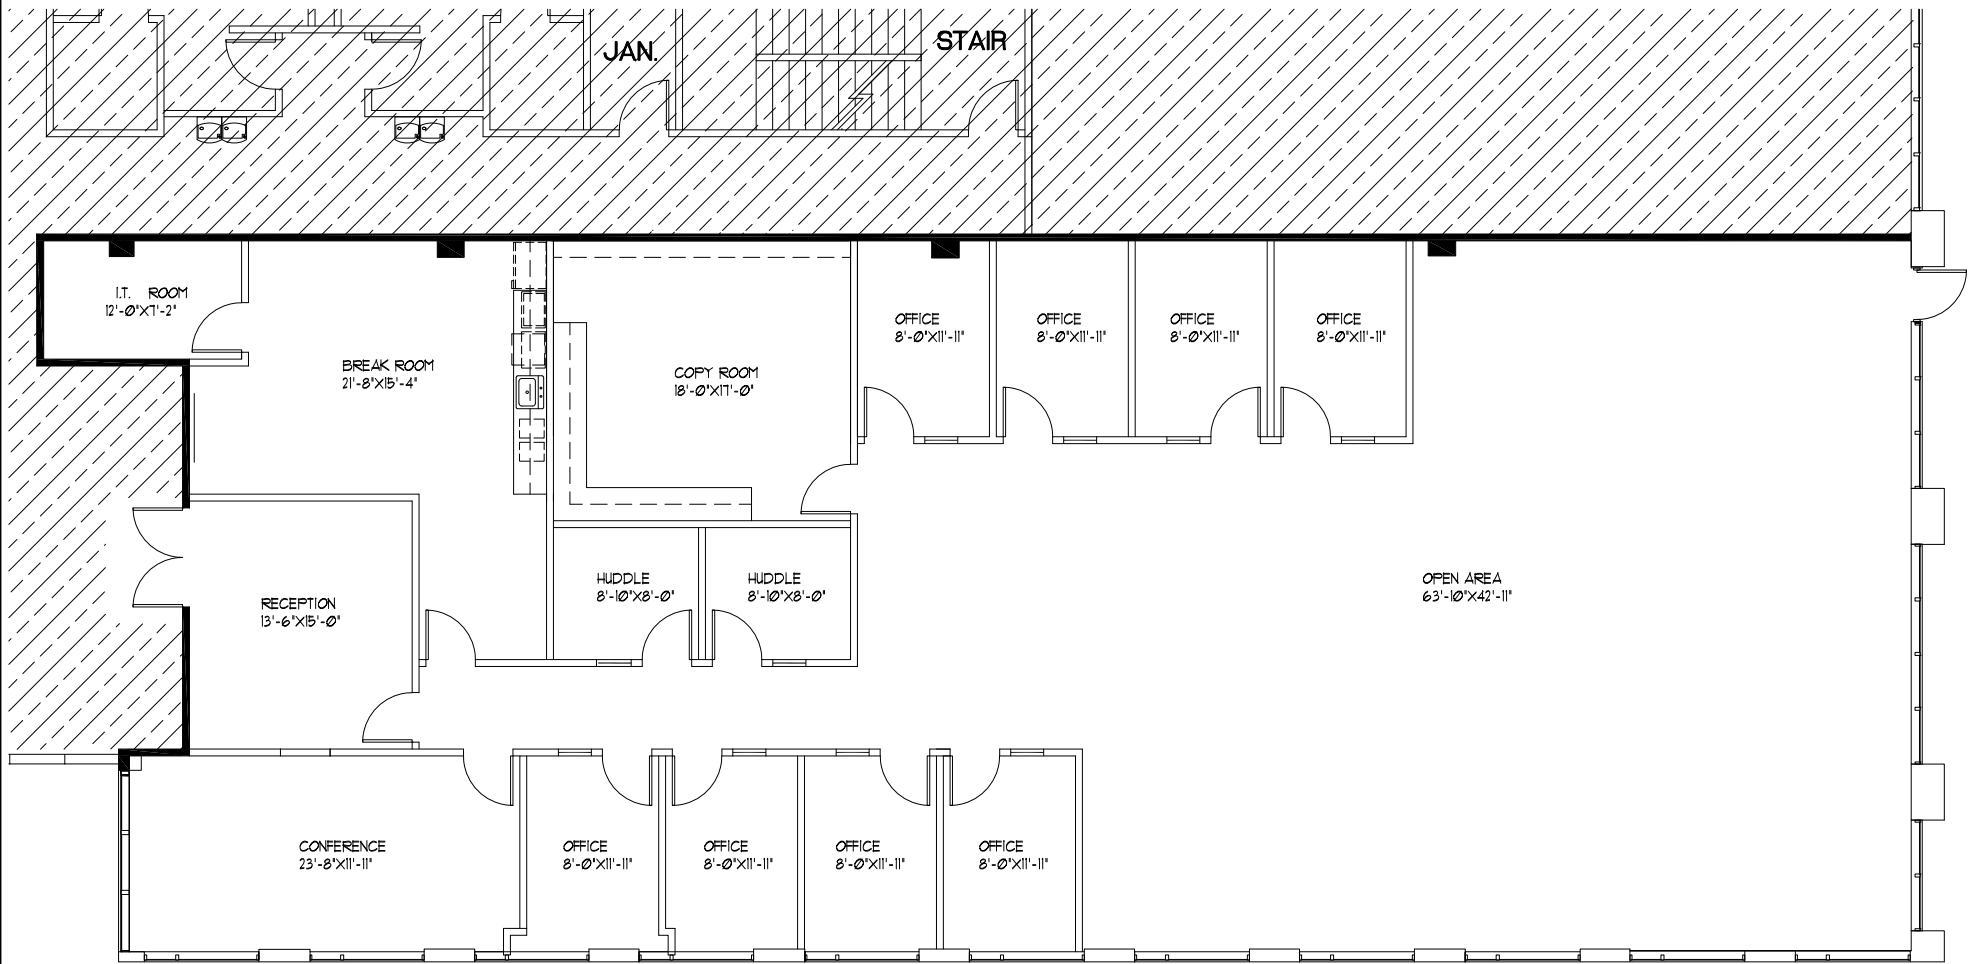 JAN.
STAIR
I.T. ROOM
12'-0"X7'-2"
BREAK ROOM
21'-8"X15'-4"
COPY ROOM
18'-0"X17'-0"
OFFICE
8'-0"X11'-11"
OFFICE
8'-0"X11'-11"
OFFICE
8'-0"X11'-11"
OFFICE
8'-0"X11'-11"
RECEPTION
13'-6"X15'-0"
HUDDLE
8'-10"X8'-0"
HUDDLE
8'-10"X8'-0"
OPEN AREA
63'-10"X42'-11"
CONFERENCE
23'-8"X11'-11"
OFFICE
8'-0"X11'-11"
OFFICE
8'-0"X11'-11"
OFFICE
8'-0"X11'-11"
OFFICE
8'-0"X11'-11"